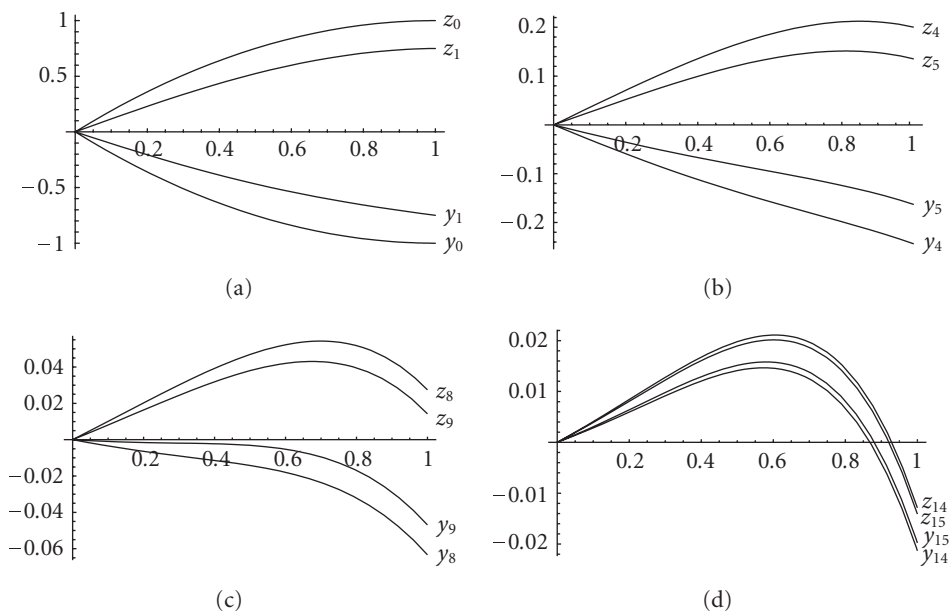 1
0.5
−0.5
−1
0.2
0.4
0.6
0.8
1
z₀
z₁
y₁
y₀
(a)
0.2
0.1
−0.1
−0.2
0.2
0.4
0.6
0.8
1
z₄
z₅
y₅
y₄
(b)
0.04
0.02
−0.02
−0.04
−0.06
0.2
0.4
0.6
0.8
1
z₈
z₉
y₉
y₈
(c)
0.02
0.01
−0.01
−0.02
0.2
0.4
0.6
0.8
1
z₁₄
z₁₅
y₁₅
y₁₄
(d)